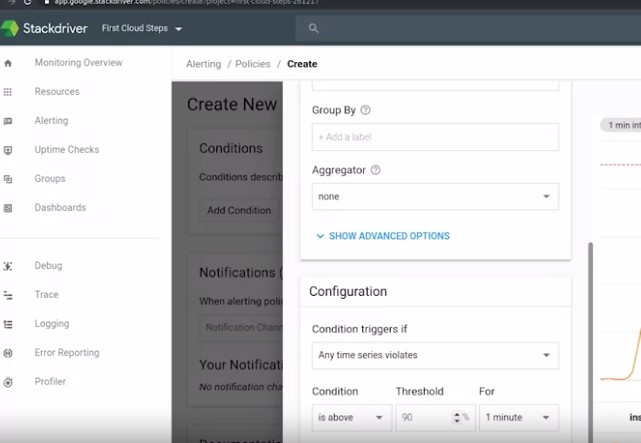 app.google.stackdriver.com/policies/create?project=first-cloud-steps-261217
Stackdriver First Cloud Steps
Monitoring Overview
Resources
Alerting
Uptime Checks
Groups
Dashboards
Debug
Trace
Logging
Error Reporting
Profiler
Alerting / Policies / Create
Create New
Conditions
Conditions describ
Add Condition
Notifications (
When alerting polic
Notification Chann
Your Notificati
No notification cha
Documentation
Group By
+ Add a label
Aggregator
none
SHOW ADVANCED OPTIONS
Configuration
Condition triggers if
Any time series violates
Condition Threshold For
is above 90 % 1 minute
1 min int
ins